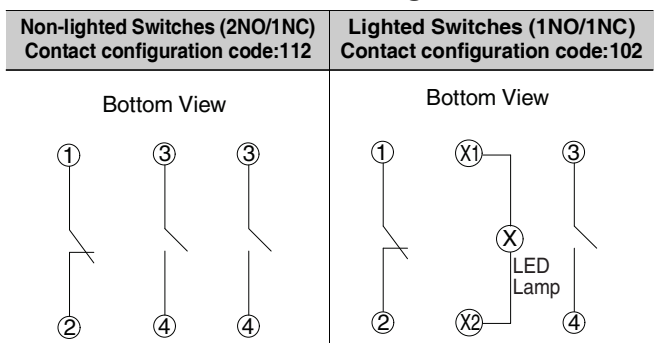 Non-lighted Switches (2NO/1NC)
Contact configuration code:112
Lighted Switches (1NO/1NC)
Contact configuration code:102
Bottom View
1 3 3
2 4 4
Bottom View
1 X1 3
X
LED
Lamp
2 X2 4